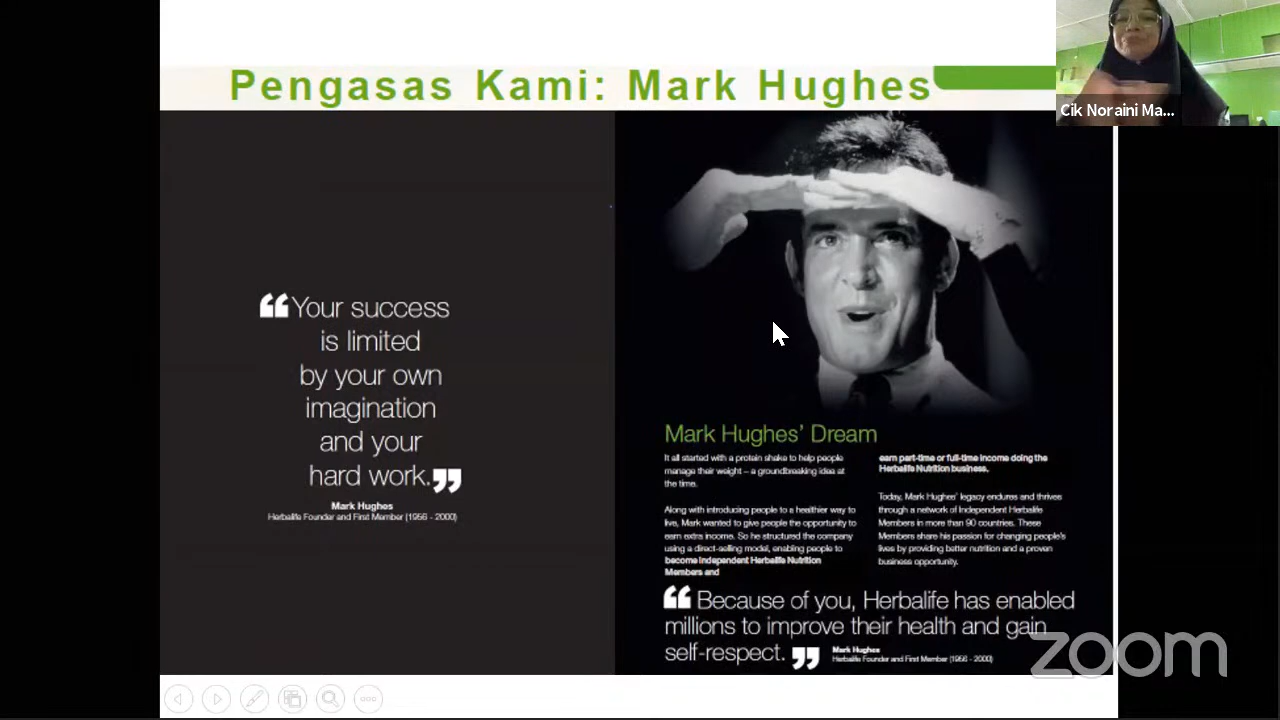 Pengasas Kami: Mark Hughes
Cik Noraini Ma...
“Your success
is limited
by your own
imagination
and your
hard work.”
Mark Hughes
Herbalife Founder and First Member (1956 - 2000)
Mark Hughes’ Dream
It all started with a protein shake to help people
manage their weight – a groundbreaking idea at
the time.
Along with introducing people to a healthier way to
live, Mark wanted to give people the opportunity to
earn extra income. So he structured the company
using a direct-selling model, enabling people to
become Independent Herbalife Nutrition
Members and
earn part-time or full-time income doing the
Herbalife Nutrition business.
Today, Mark Hughes’ legacy endures and thrives
through a network of Independent Herbalife
Members in more than 90 countries. These
Members share his passion for changing people’s
lives by providing better nutrition and a proven
business opportunity.
“Because of you, Herbalife has enabled
millions to improve their health and gain
self-respect.”
Mark Hughes
Herbalife Founder and First Member (1956 - 2000)
zoom